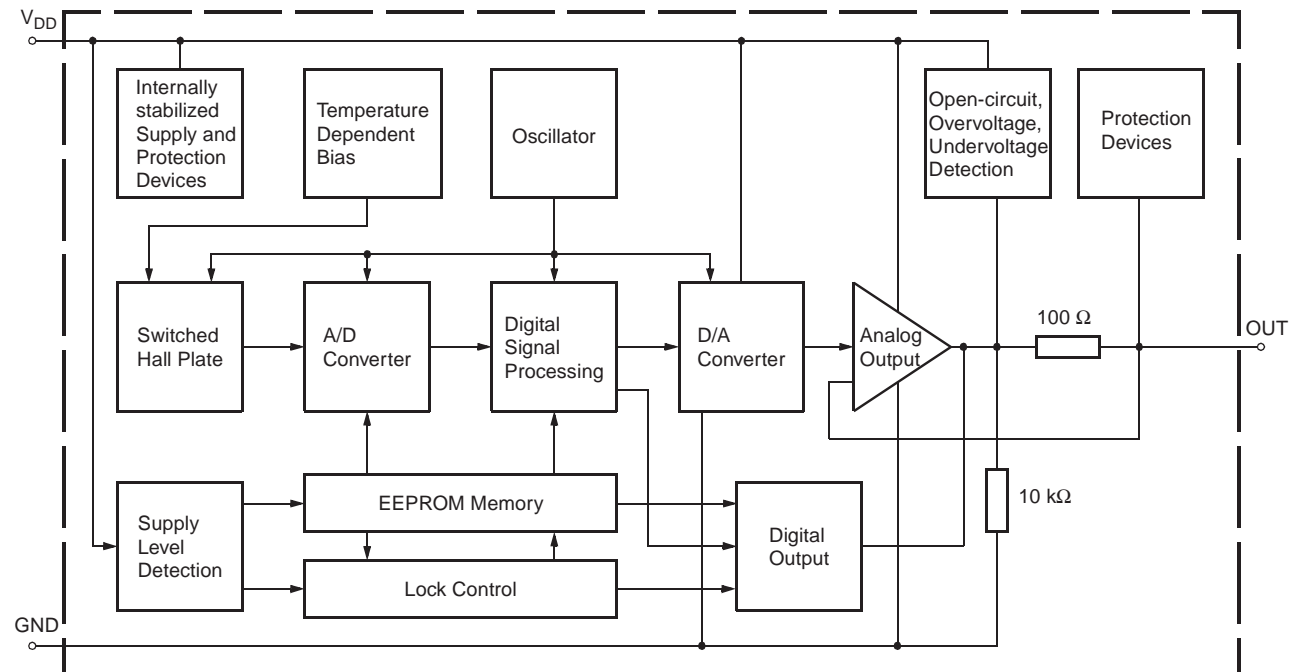 VDD
Internally
stabilized
Supply and
Protection
Devices
Temperature
Dependent
Bias
Oscillator
Open-circuit,
Overvoltage,
Undervoltage
Detection
Protection
Devices
Switched
Hall Plate
A/D
Converter
Digital
Signal
Processing
D/A
Converter
Analog
Output
100 Ω
OUT
EEPROM Memory
10 kΩ
Supply
Level
Detection
Digital
Output
Lock Control
GND